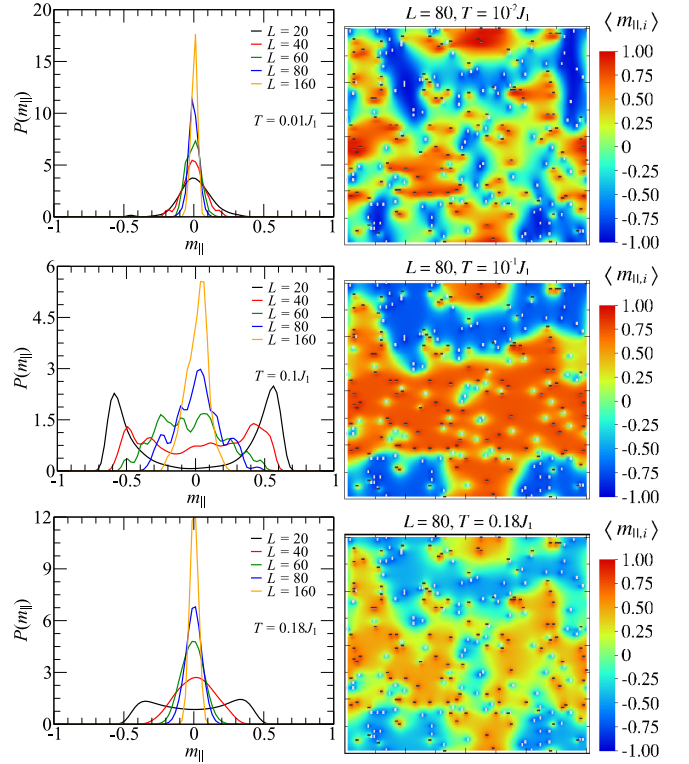 20
15
10
5
0
-1
-0.5
0
0.5
1
P(m||)
m||
L = 20
L = 40
L = 60
L = 80
L = 160
T = 0.01J₁
L = 80, T = 10⁻²J₁
⟨m||,i⟩
1.00
0.75
0.50
0.25
0
-0.25
-0.50
-0.75
-1.00
6
4.5
3
1.5
0
-1
-0.5
0
0.5
1
P(m||)
m||
L = 20
L = 40
L = 60
L = 80
L = 160
T = 0.1J₁
L = 80, T = 10⁻¹J₁
⟨m||,i⟩
1.00
0.75
0.50
0.25
0
-0.25
-0.50
-0.75
-1.00
12
9
6
3
0
-1
-0.5
0
0.5
1
P(m||)
m||
L = 20
L = 40
L = 60
L = 80
L = 160
T = 0.18J₁
L = 80, T = 0.18J₁
⟨m||,i⟩
1.00
0.75
0.50
0.25
0
-0.25
-0.50
-0.75
-1.00